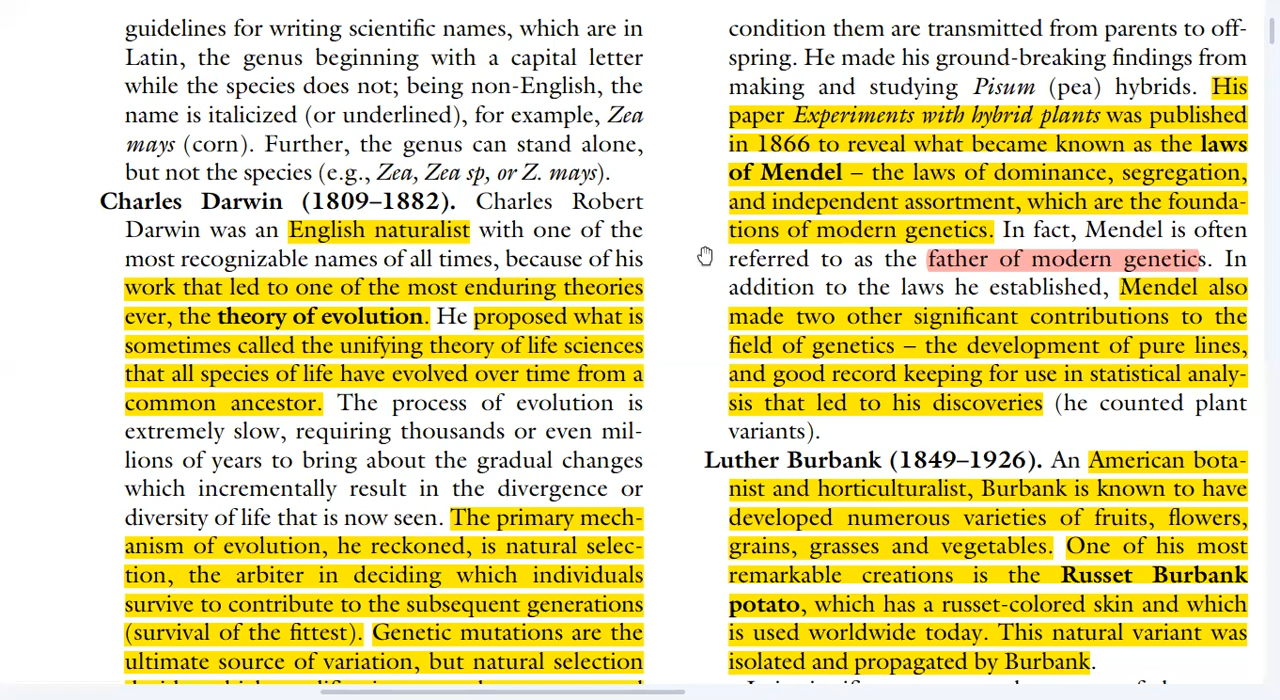 guidelines for writing scientific names, which are in
Latin, the genus beginning with a capital letter
while the species does not; being non-English, the
name is italicized (or underlined), for example, Zea
mays (corn). Further, the genus can stand alone,
but not the species (e.g., Zea, Zea sp, or Z. mays).
Charles Darwin (1809–1882). Charles Robert
Darwin was an English naturalist with one of the
most recognizable names of all times, because of his
work that led to one of the most enduring theories
ever, the theory of evolution. He proposed what is
sometimes called the unifying theory of life sciences
that all species of life have evolved over time from a
common ancestor. The process of evolution is
extremely slow, requiring thousands or even mil-
lions of years to bring about the gradual changes
which incrementally result in the divergence or
diversity of life that is now seen. The primary mech-
anism of evolution, he reckoned, is natural selec-
tion, the arbiter in deciding which individuals
survive to contribute to the subsequent generations
(survival of the fittest). Genetic mutations are the
ultimate source of variation, but natural selection
condition them are transmitted from parents to off-
spring. He made his ground-breaking findings from
making and studying Pisum (pea) hybrids. His
paper Experiments with hybrid plants was published
in 1866 to reveal what became known as the laws
of Mendel – the laws of dominance, segregation,
and independent assortment, which are the founda-
tions of modern genetics. In fact, Mendel is often
referred to as the father of modern genetics. In
addition to the laws he established, Mendel also
made two other significant contributions to the
field of genetics – the development of pure lines,
and good record keeping for use in statistical analy-
sis that led to his discoveries (he counted plant
variants).
Luther Burbank (1849–1926). An American bota-
nist and horticulturalist, Burbank is known to have
developed numerous varieties of fruits, flowers,
grains, grasses and vegetables. One of his most
remarkable creations is the Russet Burbank
potato, which has a russet-colored skin and which
is used worldwide today. This natural variant was
isolated and propagated by Burbank.